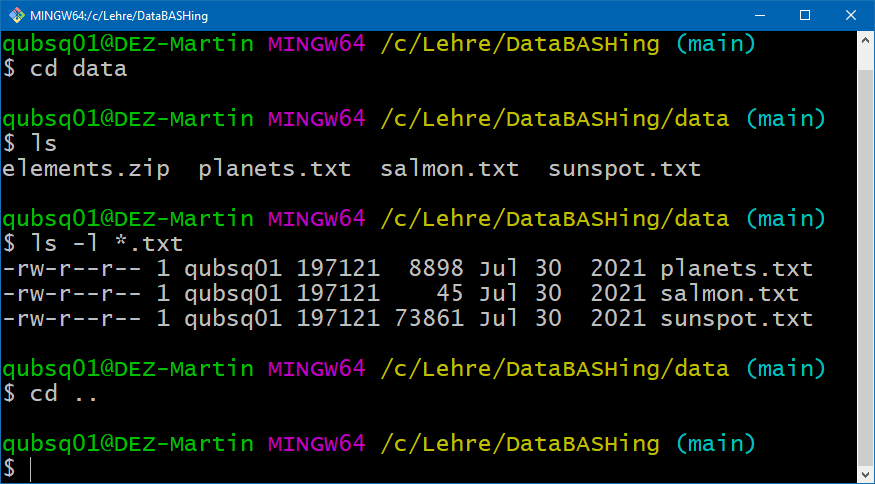 MINGW64:/c/Lehre/DataBASHing
qubsq01@DEZ-Martin MINGW64 /c/Lehre/DataBASHing (main)
$ cd data
qubsq01@DEZ-Martin MINGW64 /c/Lehre/DataBASHing/data (main)
$ ls
elements.zip  planets.txt  salmon.txt  sunspot.txt
qubsq01@DEZ-Martin MINGW64 /c/Lehre/DataBASHing/data (main)
$ ls -l *.txt
-rw-r--r-- 1 qubsq01 197121  8898 Jul 30  2021 planets.txt
-rw-r--r-- 1 qubsq01 197121    45 Jul 30  2021 salmon.txt
-rw-r--r-- 1 qubsq01 197121 73861 Jul 30  2021 sunspot.txt
qubsq01@DEZ-Martin MINGW64 /c/Lehre/DataBASHing/data (main)
$ cd ..
qubsq01@DEZ-Martin MINGW64 /c/Lehre/DataBASHing (main)
$